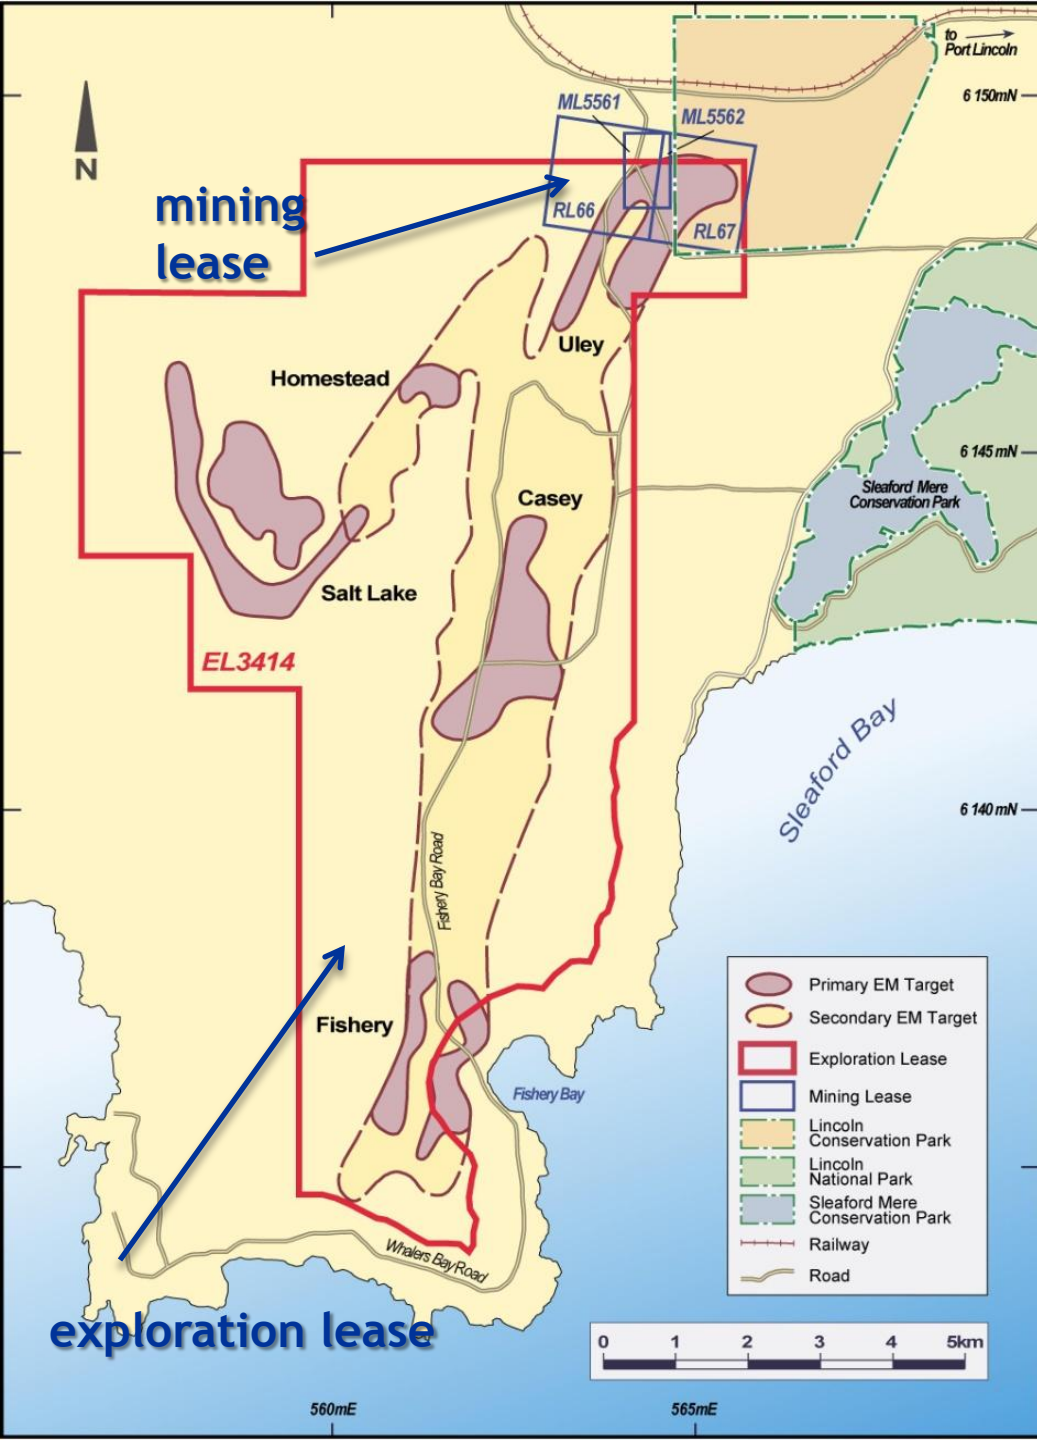 to
Port Lincoln
6 150mN
ML5561
ML5562
mining
lease
RL66
RL67
N
Uley
Homestead
6 145 mN
Casey
Sleaford Mere
Conservation Park
Salt Lake
EL3414
Sleaford Bay
6 140 mN
Fishery Bay Road
Fishery
Fishery Bay
Primary EM Target
Secondary EM Target
Exploration Lease
Mining Lease
Lincoln
Conservation Park
Lincoln
National Park
Sleaford Mere
Conservation Park
Railway
Road
Whalers Bay Road
exploration lease
0 1 2 3 4 5km
560mE
565mE